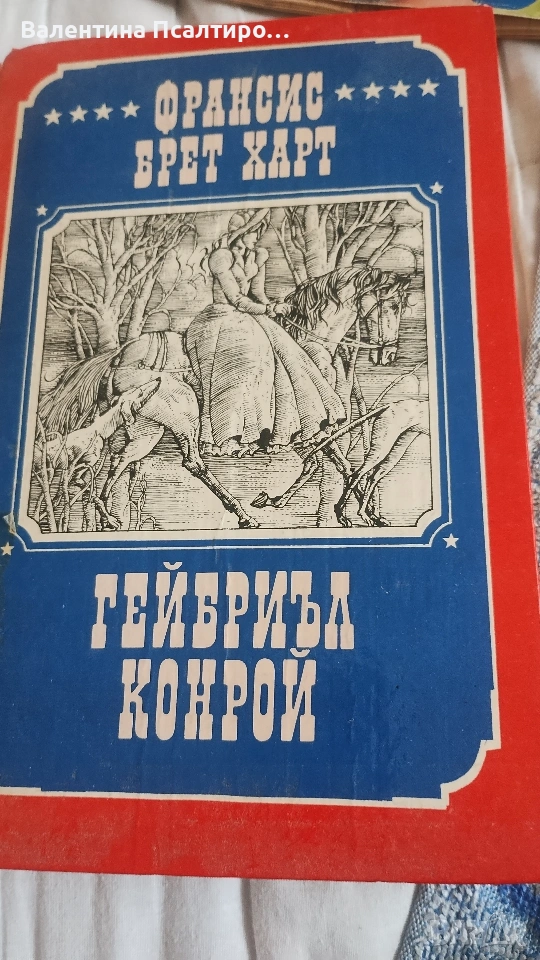 Валентина Псалтиро...
ФРАНСИС
БРЕТ ХАРТ
ГЕЙБРИЪЛ
КОНРОЙ